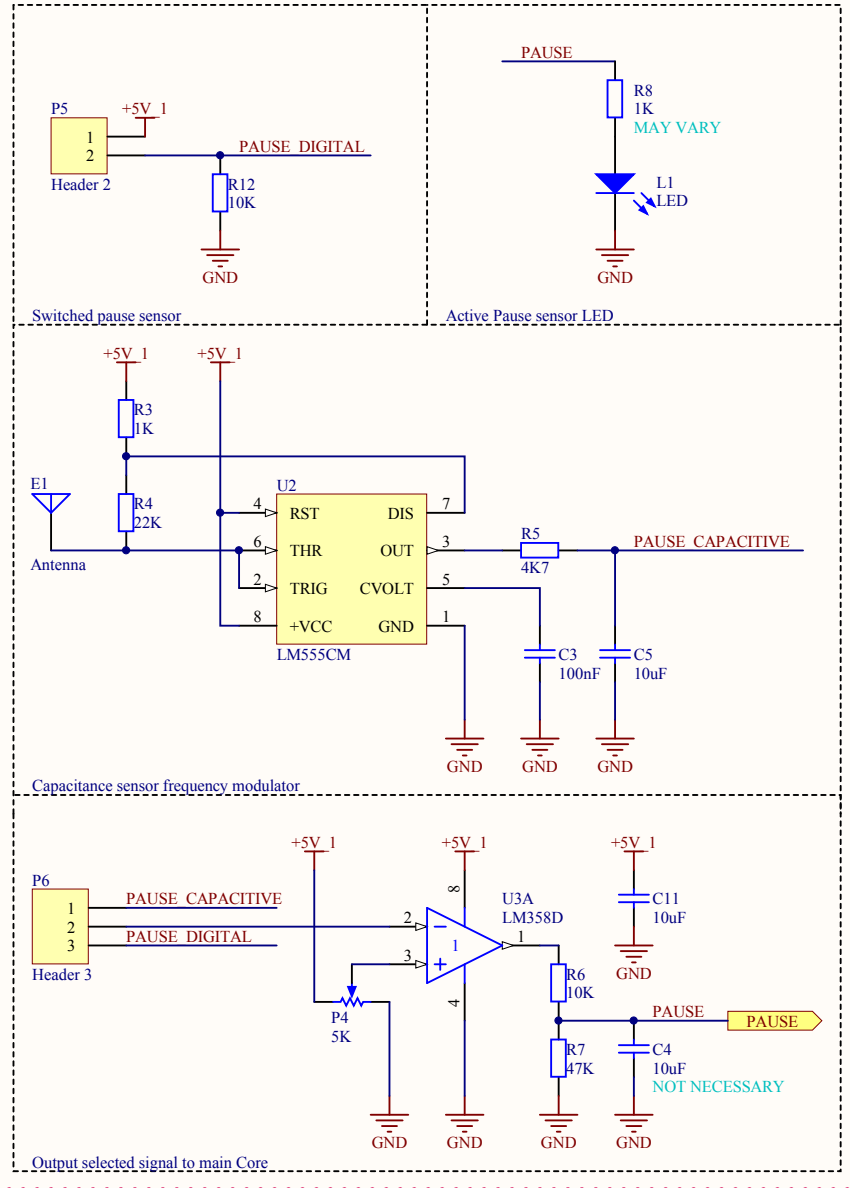 P5
+5V_1
1
2
Header 2
PAUSE_DIGITAL
R12
10K
GND
Switched pause sensor
PAUSE
R8
1K
MAY VARY
L1
LED
GND
Active Pause sensor LED
+5V_1
+5V_1
R3
1K
E1
Antenna
R4
22K
U2
4
RST
DIS
7
6
THR
OUT
3
2
TRIG
CVOLT
5
8
+VCC
GND
1
LM555CM
R5
4K7
PAUSE_CAPACITIVE
C3
100nF
C5
10uF
GND
GND
GND
Capacitance sensor frequency modulator
P6
1
2
3
Header 3
PAUSE_CAPACITIVE
PAUSE_DIGITAL
+5V_1
+5V_1
+5V_1
8
U3A
LM358D
2
3
1
1
4
P4
5K
C11
10uF
GND
R6
10K
PAUSE
PAUSE
R7
47K
C4
10uF
NOT NECESSARY
GND
GND
GND
GND
Output selected signal to main Core